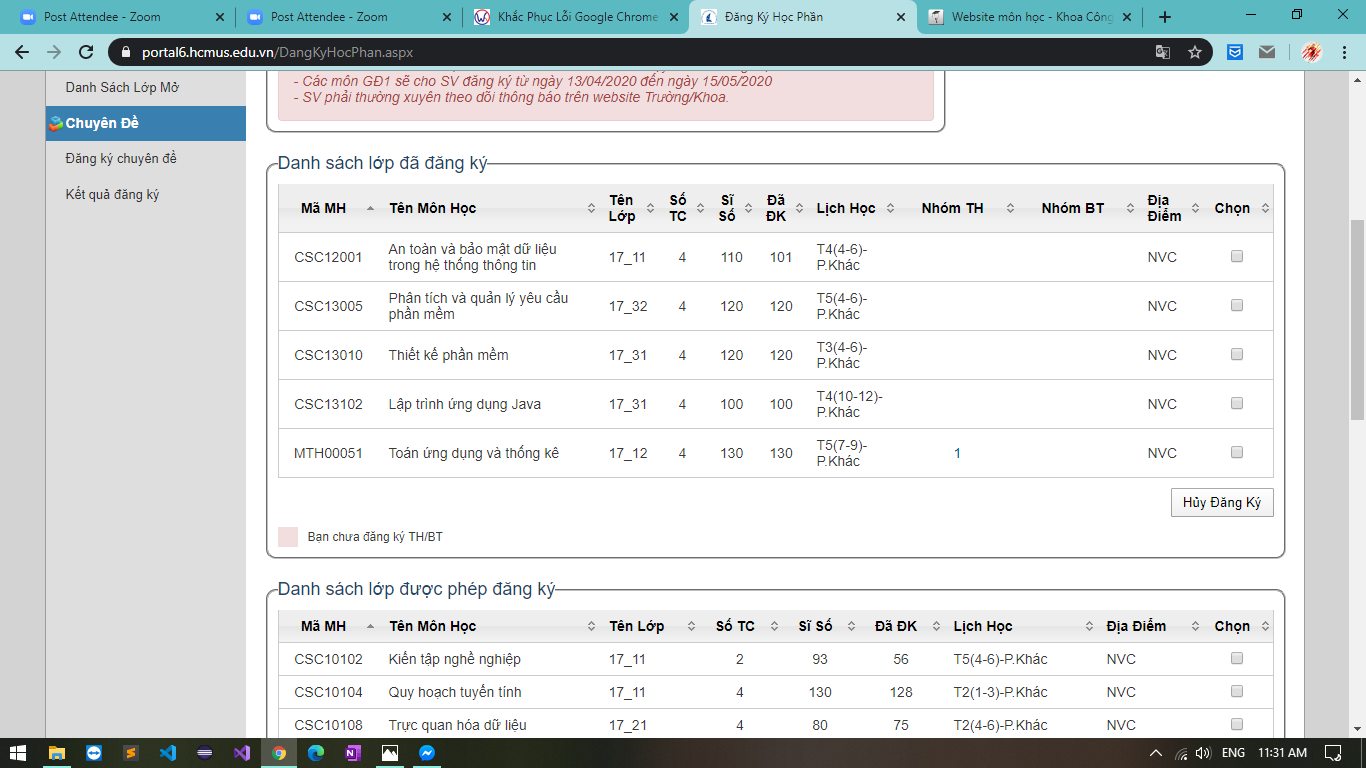 Post Attendee - Zoom
Post Attendee - Zoom
Khắc Phục Lỗi Google Chrome
Đăng Ký Học Phần
Website môn học - Khoa Công
portal6.hcmus.edu.vn/DangKyHocPhan.aspx
Danh Sách Lớp Mở
Chuyên Đề
Đăng ký chuyên đề
Kết quả đăng ký
- Các môn GĐ1 sẽ cho SV đăng ký từ ngày 13/04/2020 đến ngày 15/05/2020
- SV phải thường xuyên theo dõi thông báo trên website Trường/Khoa.
Danh sách lớp đã đăng ký
Mã MH Tên Môn Học Tên Lớp Số TC Sĩ Số Đã ĐK Lịch Học Nhóm TH Nhóm BT Địa Điểm Chọn
CSC12001 An toàn và bảo mật dữ liệu trong hệ thống thông tin 17_11 4 110 101 T4(4-6)-P.Khác NVC
CSC13005 Phân tích và quản lý yêu cầu phần mềm 17_32 4 120 120 T5(4-6)-P.Khác NVC
CSC13010 Thiết kế phần mềm 17_31 4 120 120 T3(4-6)-P.Khác NVC
CSC13102 Lập trình ứng dụng Java 17_31 4 100 100 T4(10-12)-P.Khác NVC
MTH00051 Toán ứng dụng và thống kê 17_12 4 130 130 T5(7-9)-P.Khác 1 NVC
Hủy Đăng Ký
Bạn chưa đăng ký TH/BT
Danh sách lớp được phép đăng ký
Mã MH Tên Môn Học Tên Lớp Số TC Sĩ Số Đã ĐK Lịch Học Địa Điểm Chọn
CSC10102 Kiến tập nghề nghiệp 17_11 2 93 56 T5(4-6)-P.Khác NVC
CSC10104 Quy hoạch tuyến tính 17_11 4 130 128 T2(1-3)-P.Khác NVC
CSC10108 Trực quan hóa dữ liệu 17_21 4 80 75 T2(4-6)-P.Khác NVC
ENG 11:31 AM